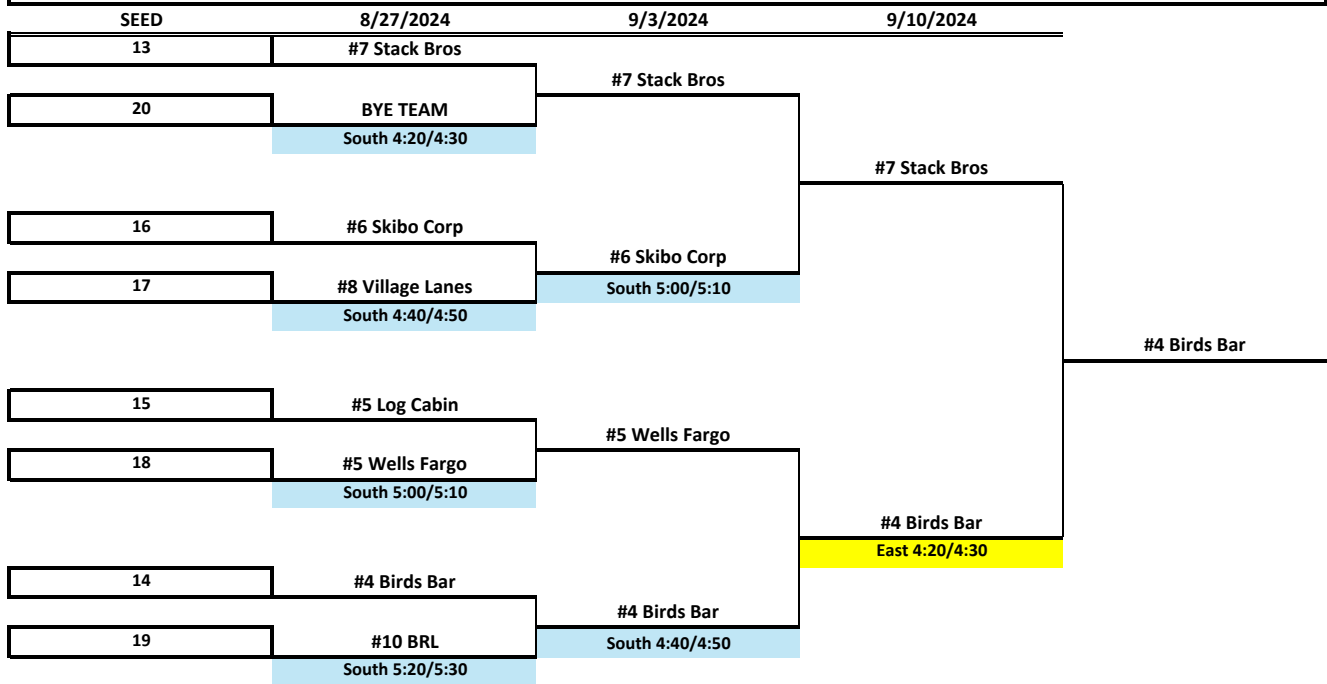 SEED 8/27/2024 9/3/2024 9/10/2024
13 #7 Stack Bros
#7 Stack Bros
20 BYE TEAM
South 4:20/4:30
#7 Stack Bros
16 #6 Skibo Corp
#6 Skibo Corp
17 #8 Village Lanes South 5:00/5:10
South 4:40/4:50
#4 Birds Bar
15 #5 Log Cabin
#5 Wells Fargo
18 #5 Wells Fargo
South 5:00/5:10
#4 Birds Bar
East 4:20/4:30
14 #4 Birds Bar
#4 Birds Bar
19 #10 BRL South 4:40/4:50
South 5:20/5:30